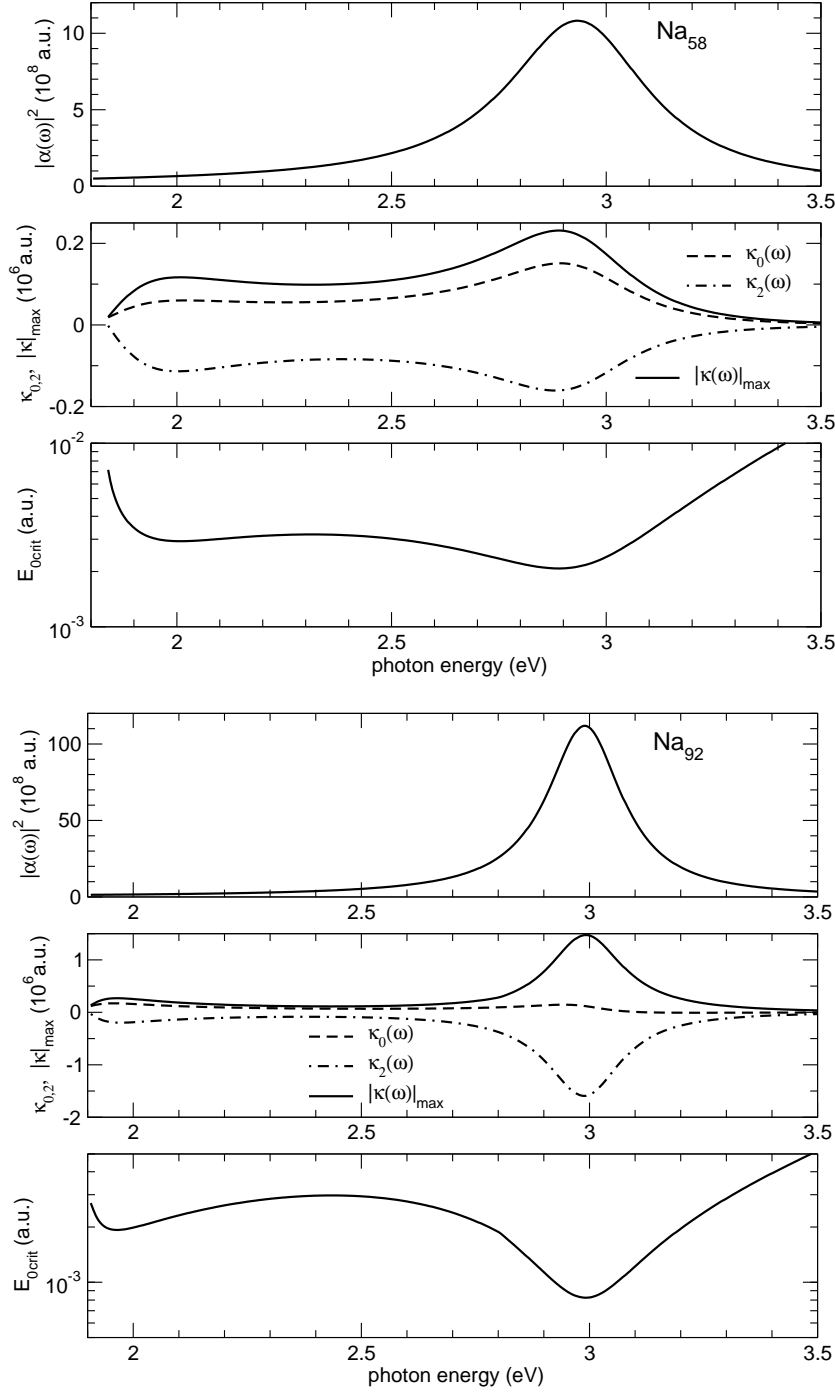 10
5
0
|α(ω)|² (10⁸ a.u.)
Na₅₈
2 2.5 3 3.5
0.2
0
-0.2
κ₀,₂, |κ|max (10⁶ a.u.)
κ₀(ω)
κ₂(ω)
|κ(ω)|max
2 2.5 3 3.5
10⁻²
10⁻³
E₀crit (a.u.)
2 2.5 3 3.5
photon energy (eV)
100
50
0
|α(ω)|² (10⁸ a.u.)
Na₉₂
2 2.5 3 3.5
1
0
-1
-2
κ₀,₂, |κ|max (10⁶a.u.)
κ₀(ω)
κ₂(ω)
|κ(ω)|max
2 2.5 3 3.5
10⁻³
E₀crit (a.u.)
2 2.5 3 3.5
photon energy (eV)